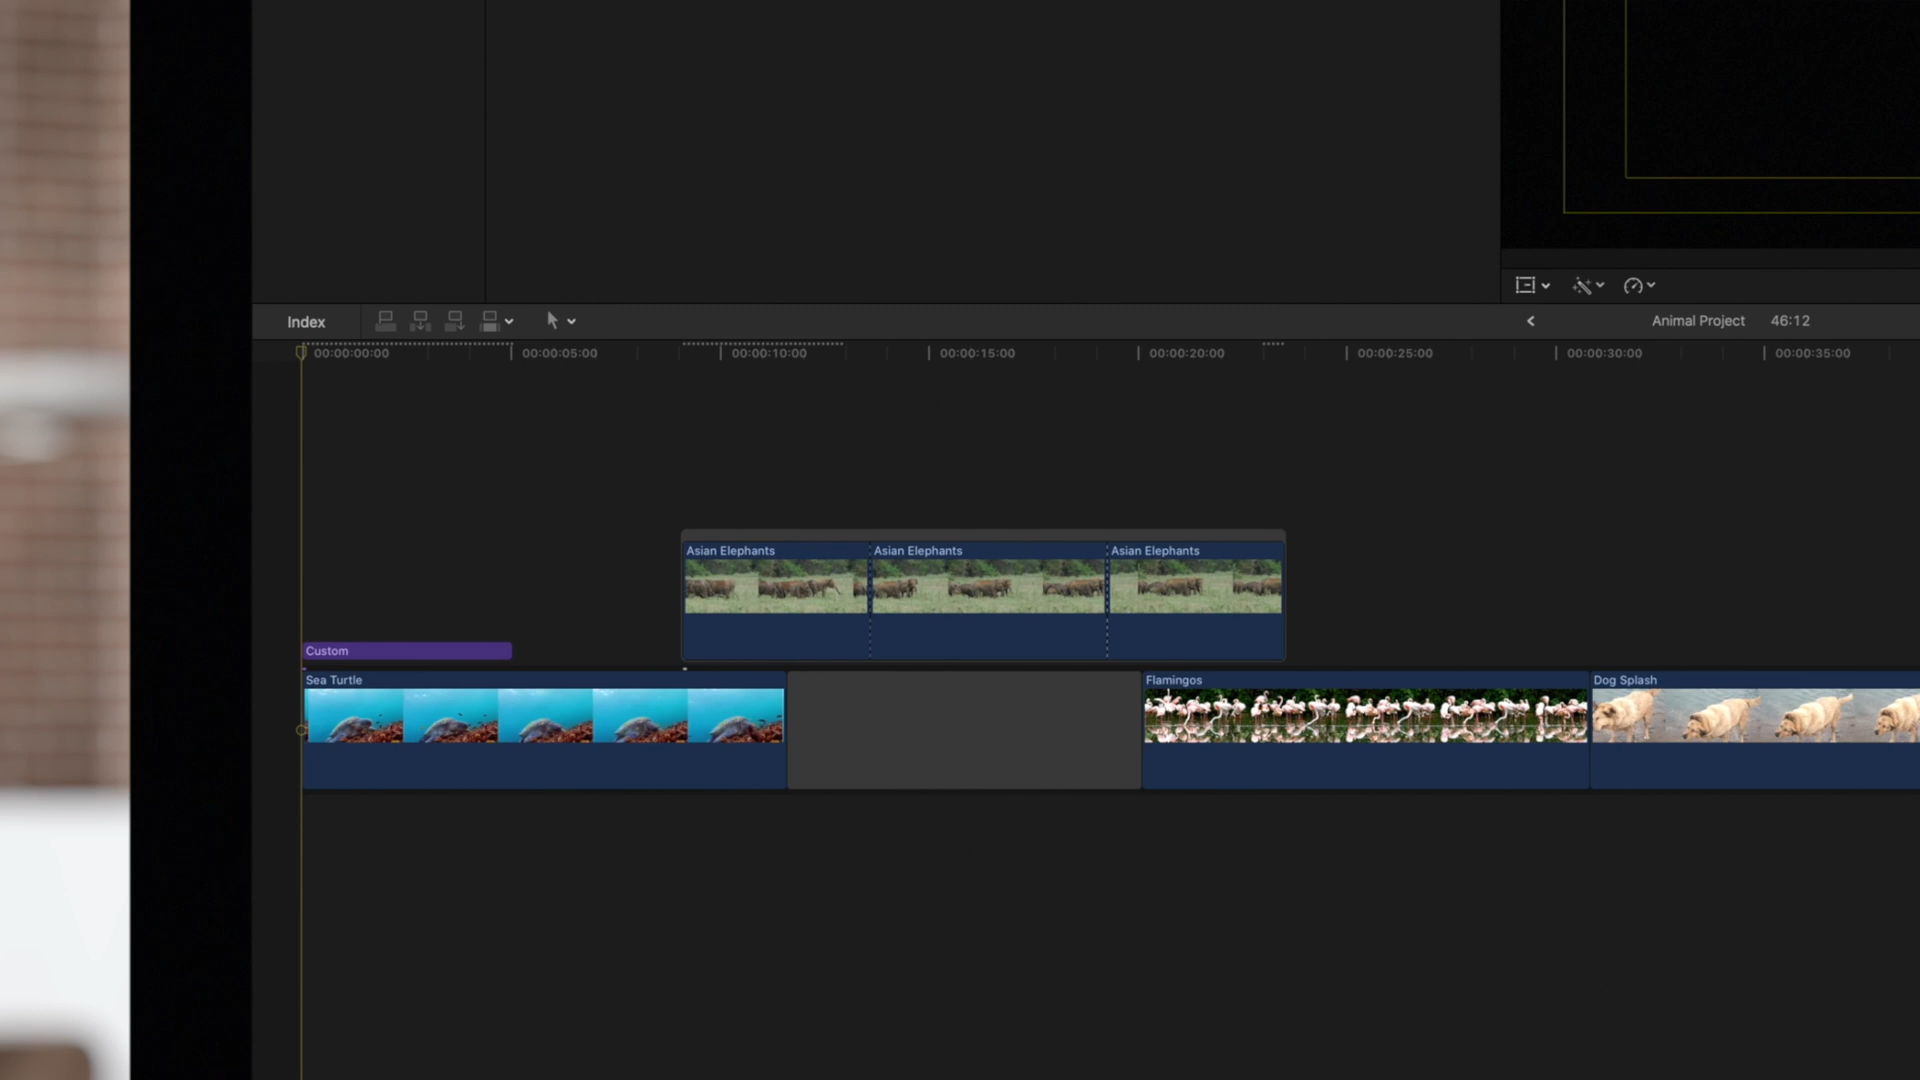 Index
Animal Project 46:12
00:00:00:00 00:00:05:00 00:00:10:00 00:00:15:00 00:00:20:00 00:00:25:00 00:00:30:00 00:00:35:00
Asian Elephants Asian Elephants Asian Elephants
Custom
Sea Turtle Flamingos Dog Splash